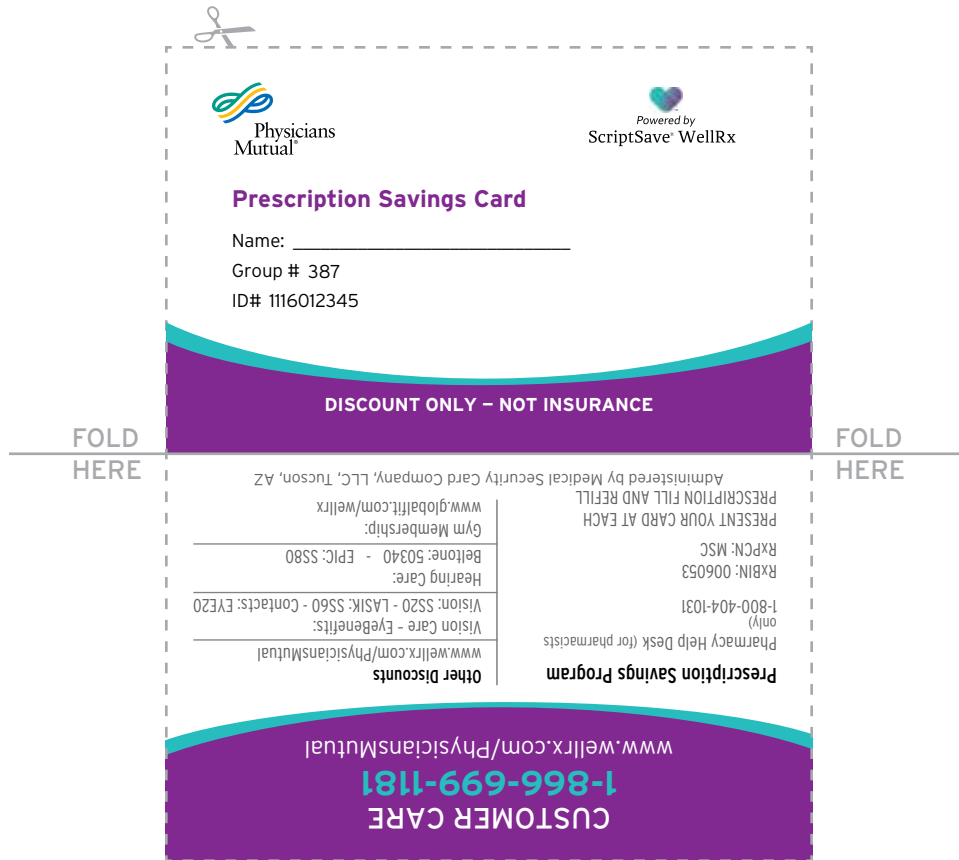 Physicians
Mutual®
Powered by
ScriptSave® WellRx
Prescription Savings Card
Name: ______________________________
Group # 387
ID# 1116012345
DISCOUNT ONLY – NOT INSURANCE
FOLD
HERE
FOLD
HERE
CUSTOMER CARE
1-866-699-1181
www.wellrx.com/PhysiciansMutual
Prescription Savings Program
Pharmacy Help Desk (for pharmacists
only)
1-800-404-1031
RxBIN: 006053
RxPCN: MSC
PRESENT YOUR CARD AT EACH
PRESCRIPTION FILL AND REFILL
Other Discounts
www.wellrx.com/PhysiciansMutual
Vision Care - EyeBenefits:
Vision: SS20 - LASIK: SS60 - Contacts: EYE20
Hearing Care:
Beltone: 50340 - EPIC: SS80
Gym Membership:
www.globalfit.com/wellrx
Administered by Medical Security Card Company, LLC, Tucson, AZ